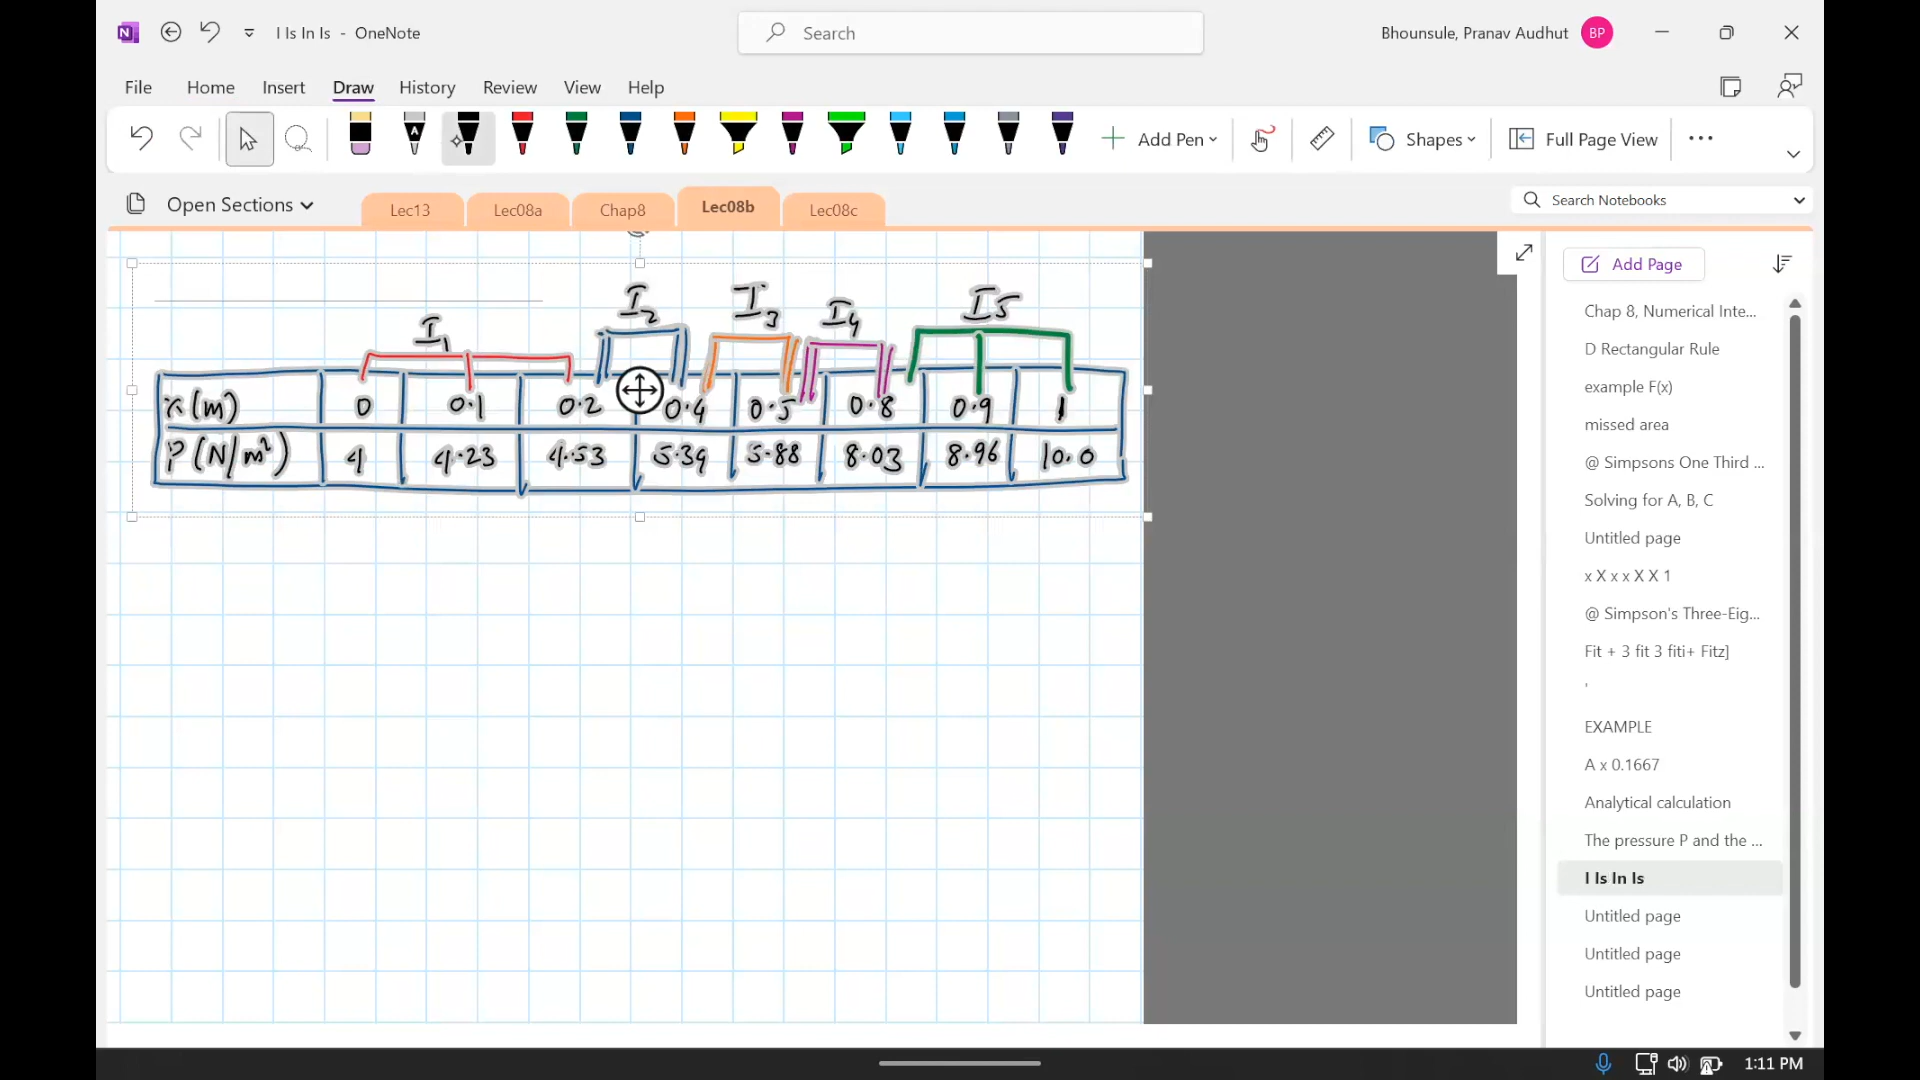 I Is In Is - OneNote
Search
Bhounsule, Pranav Audhut
BP
File Home Insert Draw History Review View Help
Add Pen
Shapes
Full Page View
Open Sections
Lec13
Lec08a
Chap8
Lec08b
Lec08c
Search Notebooks
I1 I2 I3 I4 I5
x(m) 0 0.1 0.2 0.4 0.5 0.8 0.9 1
P(N/m²) 4 4.23 4.53 5.39 5.88 8.03 8.96 10.0
Add Page
Chap 8, Numerical Inte...
D Rectangular Rule
example F(x)
missed area
@ Simpsons One Third ...
Solving for A, B, C
Untitled page
x X x x X X 1
@ Simpson's Three-Eig...
Fit + 3 fit 3 fiti+ Fitz]
'
EXAMPLE
A x 0.1667
Analytical calculation
The pressure P and the ...
I Is In Is
Untitled page
Untitled page
Untitled page
1:11 PM